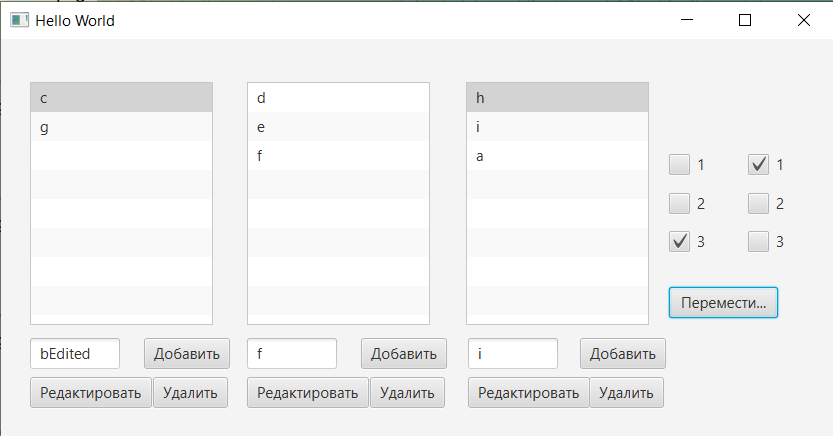 Hello World
c d h
g e i
f a
1 1
2 2
3 3
Перемести...
bEdited Добавить f Добавить i Добавить
Редактировать Удалить Редактировать Удалить Редактировать Удалить